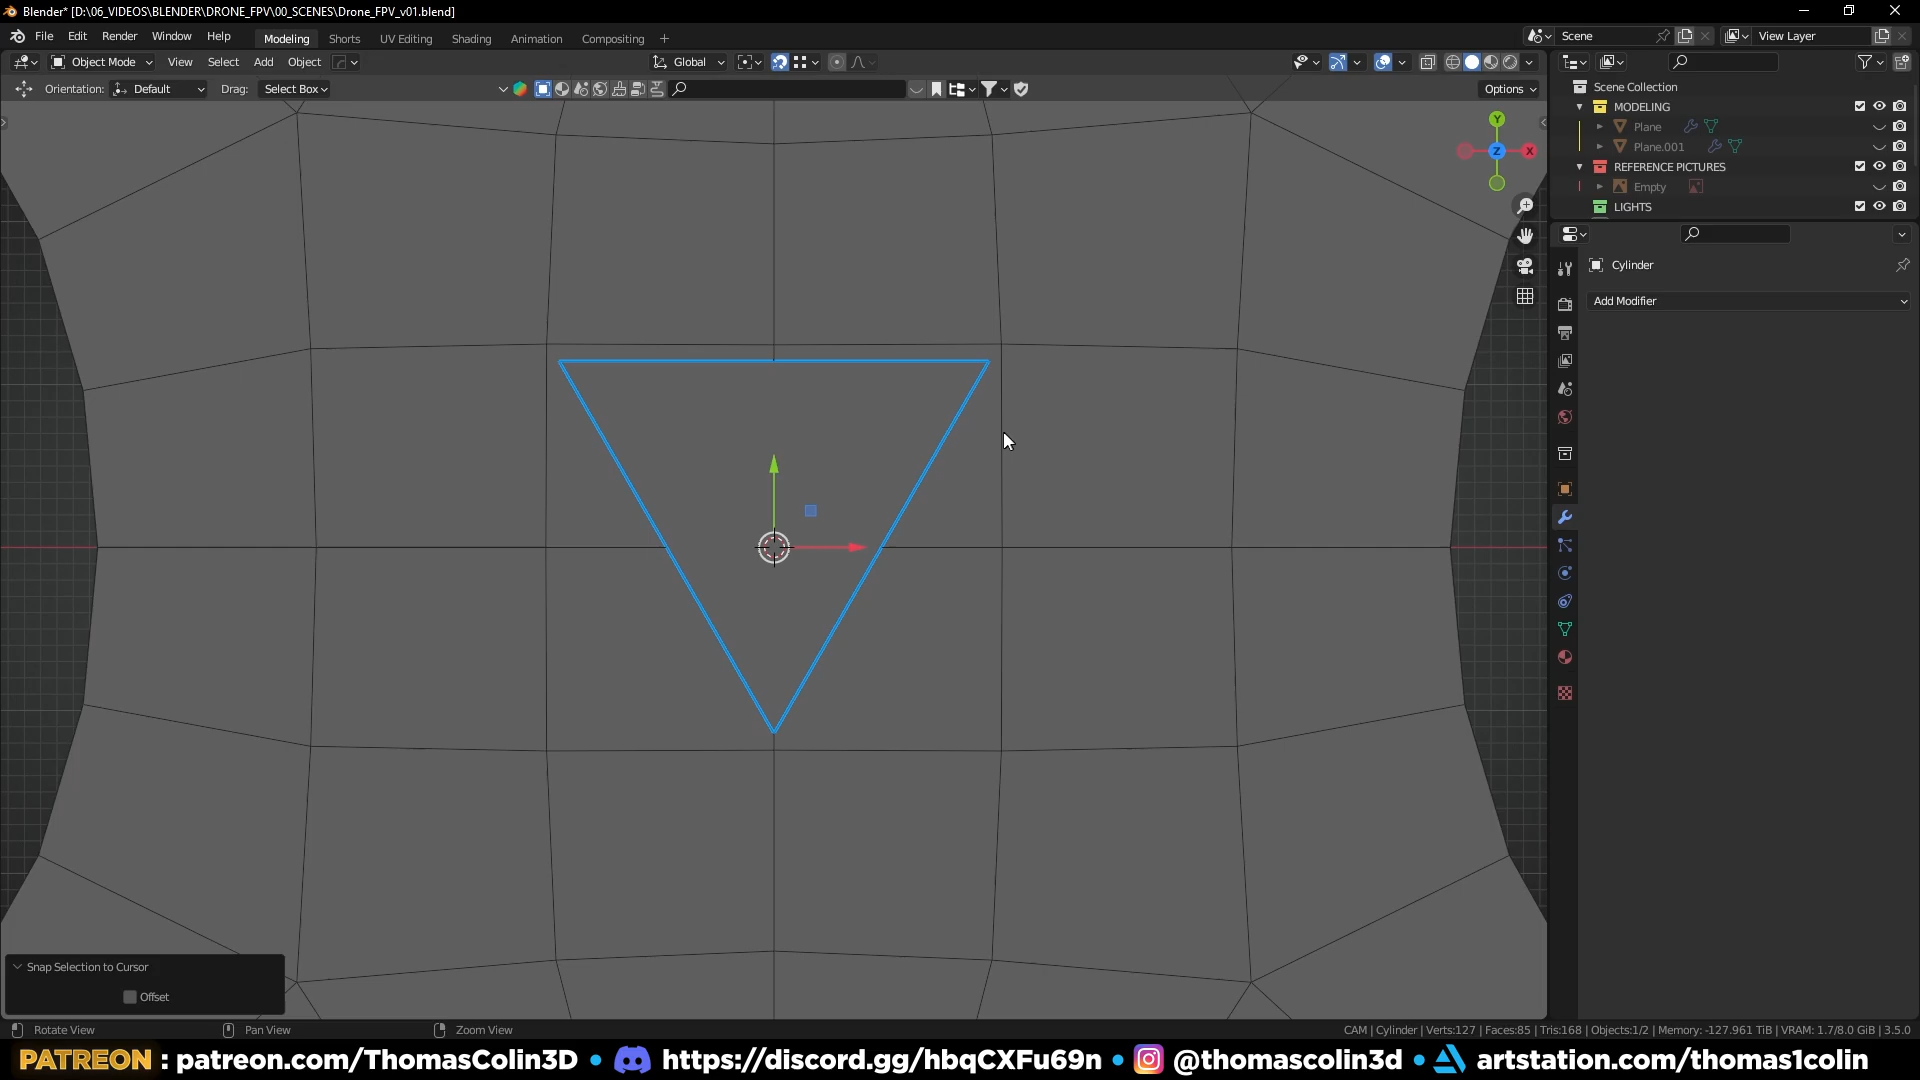 Blender* [D:\06_VIDEOS\BLENDER\DRONE_FPV\00_SCENES\Drone_FPV_v01.blend]
File Edit Render Window Help Modeling Shorts UV Editing Shading Animation Compositing + Scene View Layer
Object Mode View Select Add Object Global
Orientation: Default Drag: Select Box Options
Scene Collection
MODELING
Plane
Plane.001
REFERENCE PICTURES
Empty
LIGHTS
Y
Z
X
Cylinder
Add Modifier
Snap Selection to Cursor
Offset
Rotate View Pan View Zoom View CAM | Cylinder | Verts:127 | Faces:85 | Tris:168 | Objects:1/2 | Memory: -127.961 TiB | VRAM: 1.7/8.0 GiB | 3.5.0
PATREON : patreon.com/ThomasColin3D • https://discord.gg/hbqCXFu69n • @thomascolin3d • artstation.com/thomas1colin